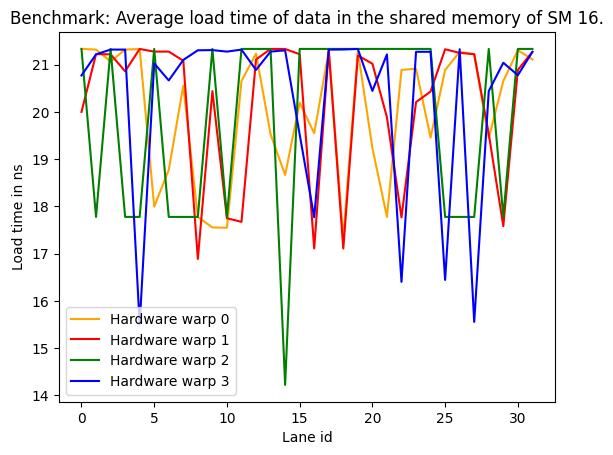 Benchmark: Average load time of data in the shared memory of SM 16.
Load time in ns
21
20
19
18
17
16
15
14
Hardware warp 0
Hardware warp 1
Hardware warp 2
Hardware warp 3
0 5 10 15 20 25 30
Lane id